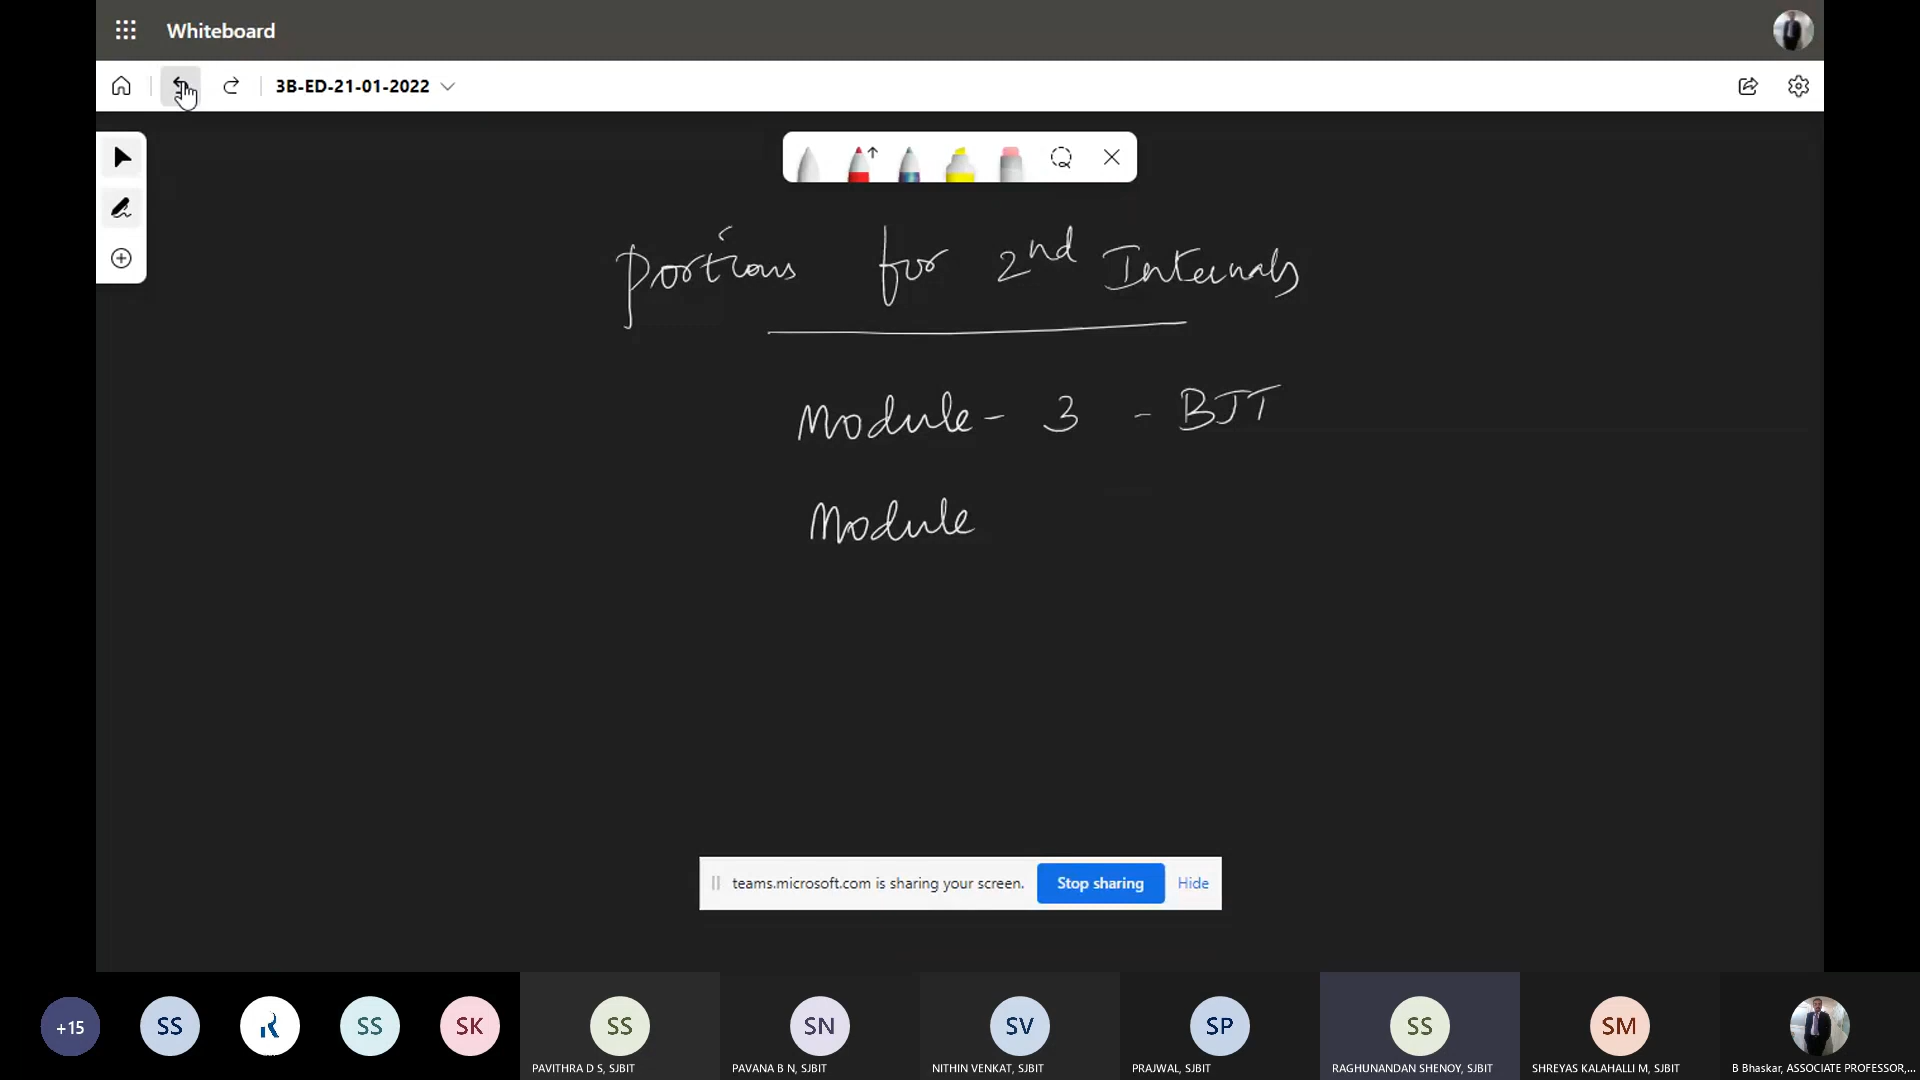 Whiteboard
3B-ED-21-01-2022
Portions for 2nd Internals
Module - 3 - BJT
Module
teams.microsoft.com is sharing your screen. Stop sharing Hide
+15 SS SS SK SS SN SV SP SS SM
PAVITHRA D S, SJBIT PAVANA B N, SJBIT NITHIN VENKAT, SJBIT PRAJWAL, SJBIT RAGHUNANDAN SHENOY, SJBIT SHREYAS KALAHALLI M, SJBIT B Bhaskar, ASSOCIATE PROFESSOR,...